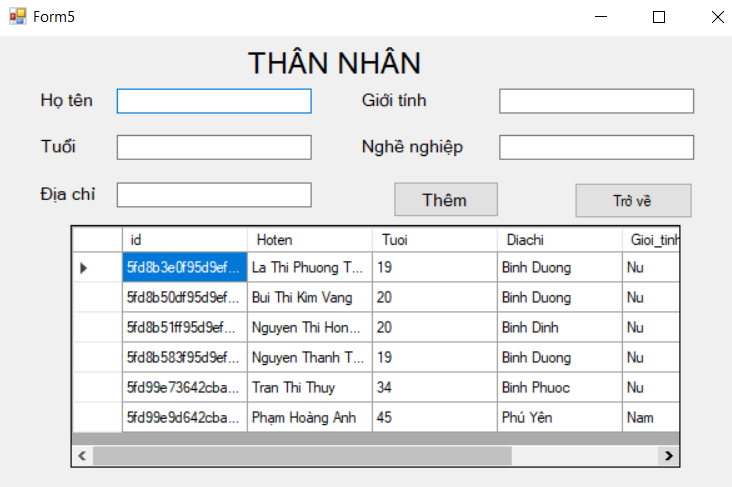 Form5
THÂN NHÂN
Họ tên Giới tính
Tuổi Nghề nghiệp
Địa chỉ Thêm Trở về
id Hoten Tuoi Diachi Gioi_tinh
5fd8b3e0f95d9ef... La Thi Phuong T... 19 Binh Duong Nu
5fd8b50df95d9ef... Bui Thi Kim Vang 20 Binh Duong Nu
5fd8b51ff95d9ef... Nguyen Thi Hon... 20 Binh Dinh Nu
5fd8b583f95d9ef... Nguyen Thanh T... 19 Binh Duong Nu
5fd99e73642cba... Tran Thi Thuy 34 Binh Phuoc Nu
5fd99e9d642cba... Phạm Hoàng Anh 45 Phú Yên Nam